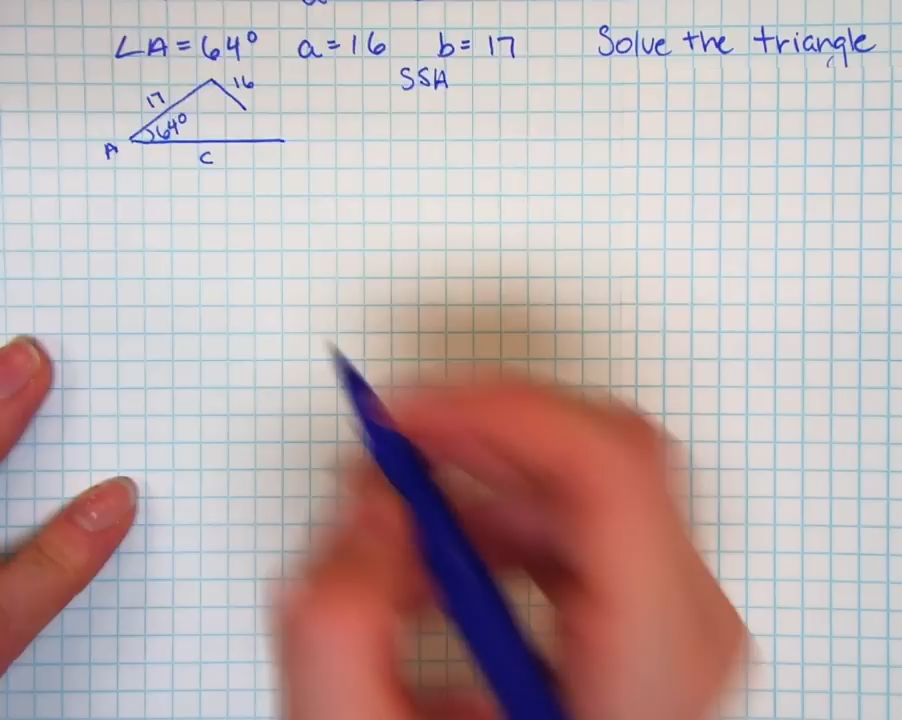 ∠A = 64° a = 16 b = 17 Solve the triangle
SSA
17 16
64°
A
c